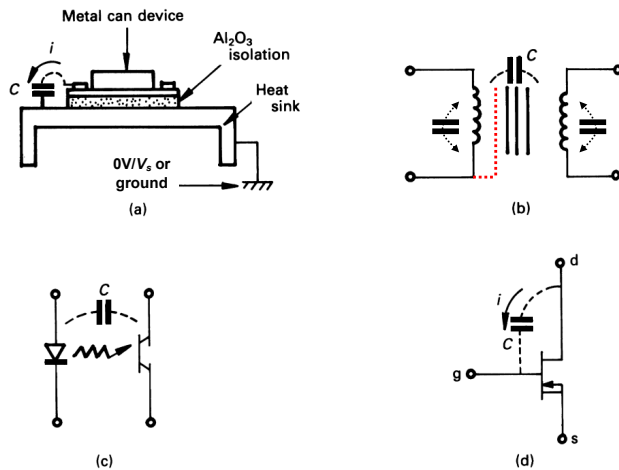 Metal can device
Al₂O₃
isolation
i
C
Heat
sink
0V/Vₛ or
ground
(a)
C
(b)
C
(c)
d
i
C
g
s
(d)